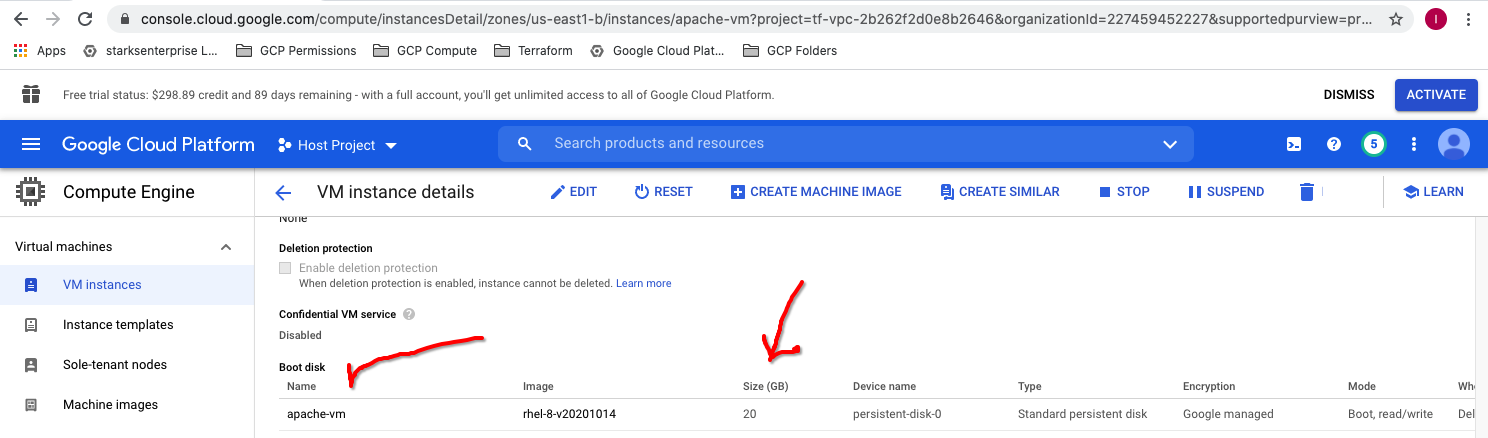 console.cloud.google.com/compute/instancesDetail/zones/us-east1-b/instances/apache-vm?project=tf-vpc-2b262f2d0e8b2646&organizationId=227459452227&supportedpurview=pr...
I
Apps starksenterprise L... GCP Permissions GCP Compute Terraform Google Cloud Plat... GCP Folders
Free trial status: $298.89 credit and 89 days remaining - with a full account, you'll get unlimited access to all of Google Cloud Platform. DISMISS ACTIVATE
Google Cloud Platform Host Project Search products and resources 5
Compute Engine VM instance details EDIT RESET CREATE MACHINE IMAGE CREATE SIMILAR STOP SUSPEND LEARN
None
Virtual machines
Deletion protection
Enable deletion protection
VM instances When deletion protection is enabled, instance cannot be deleted. Learn more
Confidential VM service
Instance templates
Disabled
Sole-tenant nodes Boot disk
Name Image Size (GB) Device name Type Encryption Mode Whe
Machine images
apache-vm rhel-8-v20201014 20 persistent-disk-0 Standard persistent disk Google managed Boot, read/write Del